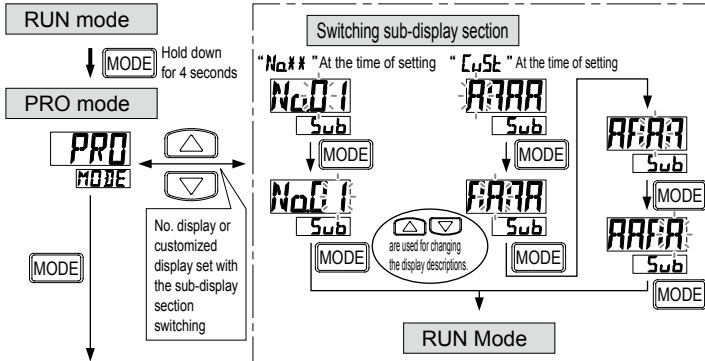 RUN mode
MODE
Hold down
for 4 seconds
PRO mode
PRO
MODE
No. display or
customized
display set with
the sub-display
section
switching
MODE
Switching sub-display section
"No** "At the time of setting
" CuSt " At the time of setting
No.01
Sub
MODE
Sub
MODE
Sub
MODE
Sub
MODE
are used for changing
the display descriptions.
Sub
MODE
Sub
MODE
RUN Mode